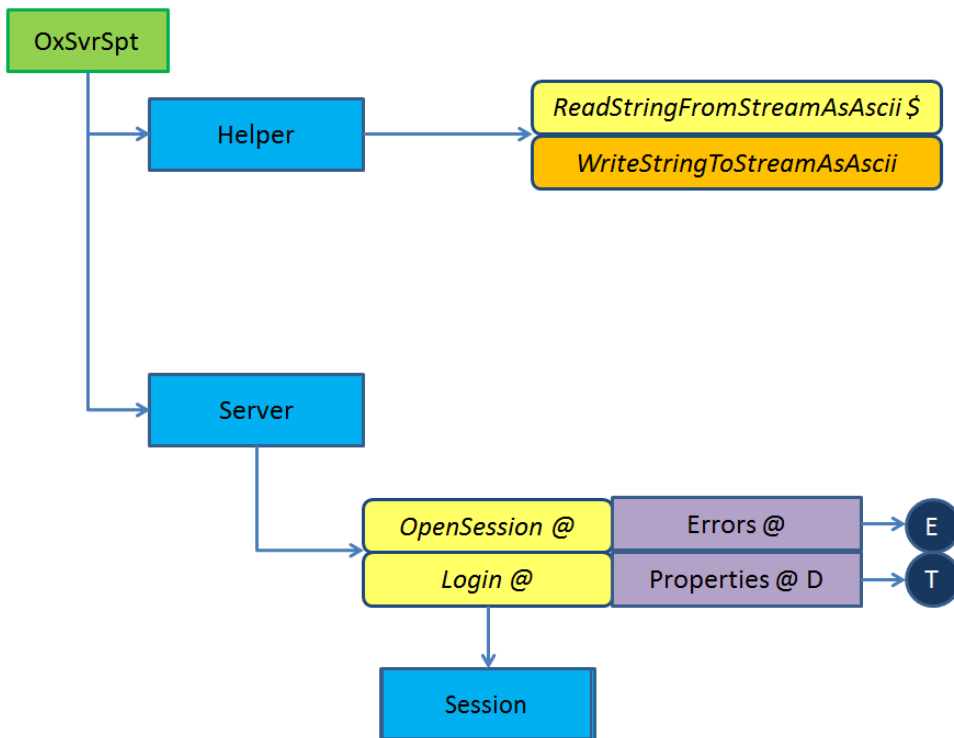 OxSvrSpt
Helper
ReadStringFromStreamAsAscii $
WriteStringToStreamAsAscii
Server
OpenSession @
Errors @
E
Login @
Properties @ D
T
Session